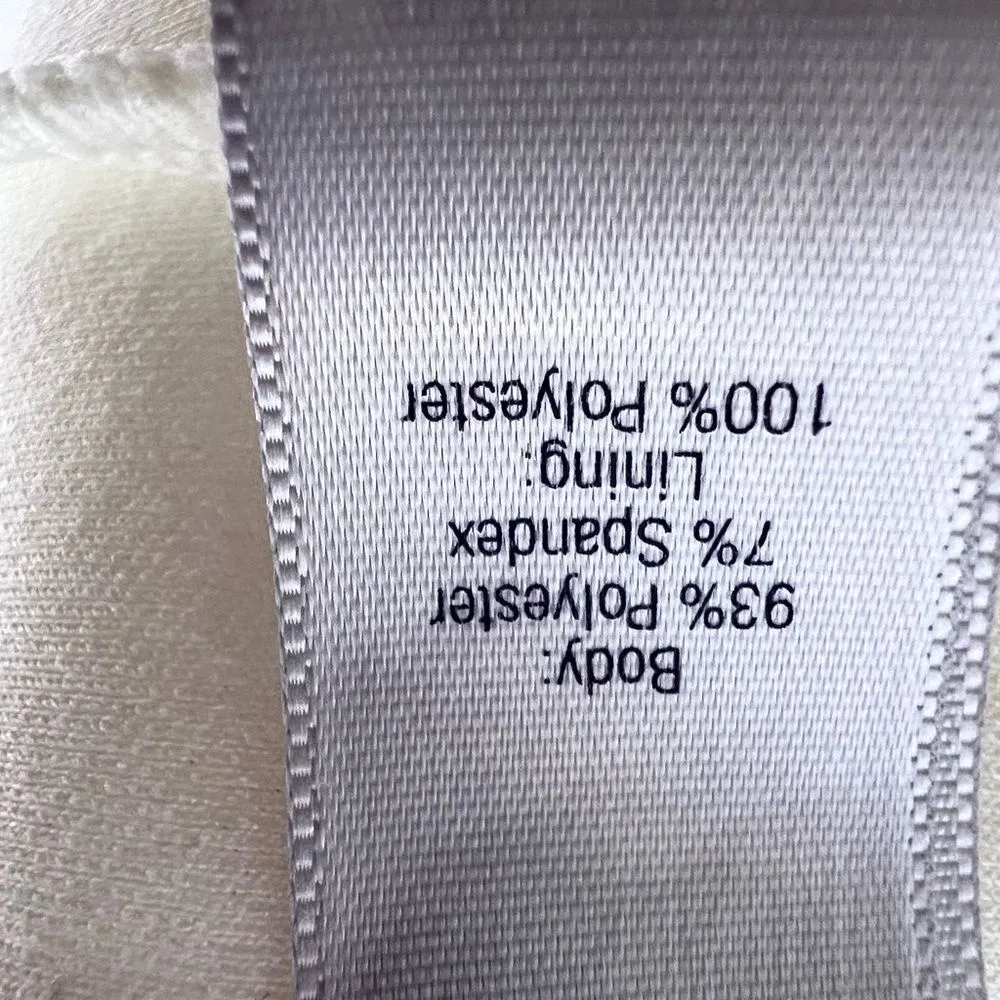 Body:
93% Polyester
7% Spandex
Lining:
100% Polyester